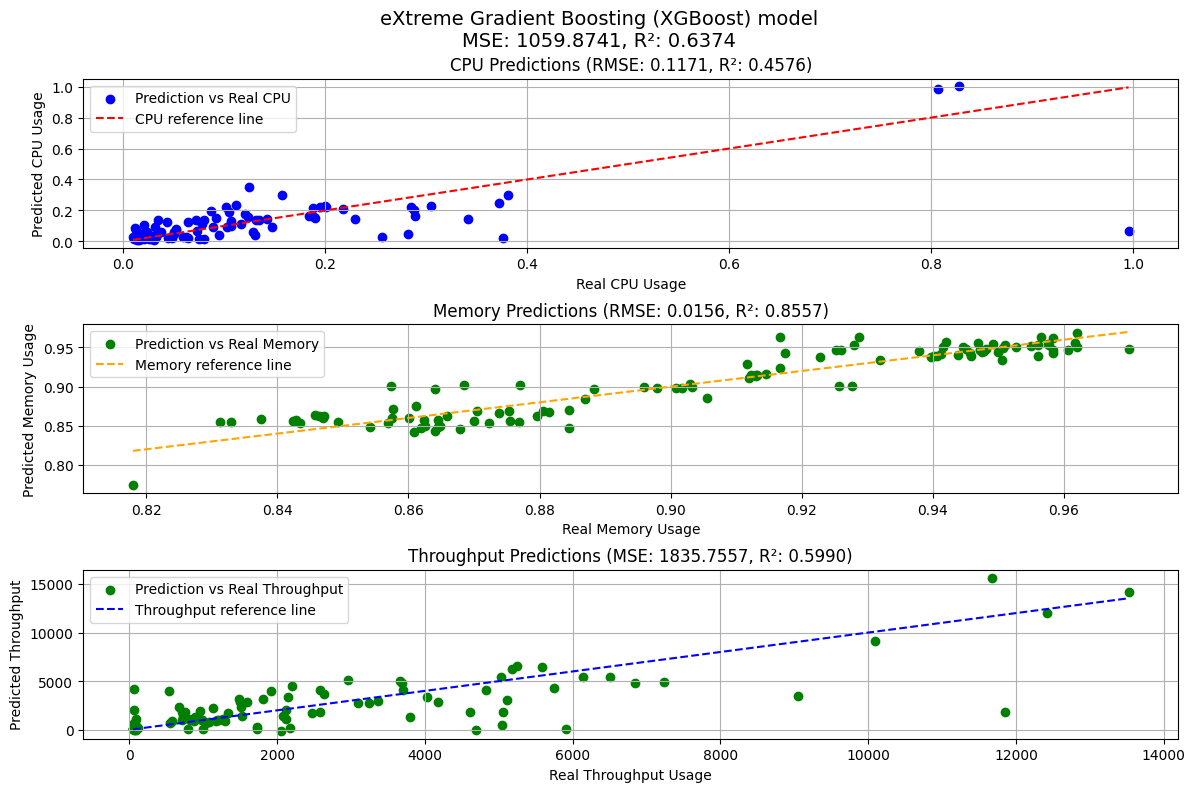 eXtreme Gradient Boosting (XGBoost) model
MSE: 1059.8741, R²: 0.6374
CPU Predictions (RMSE: 0.1171, R²: 0.4576)
Predicted CPU Usage
1.0
0.8
0.6
0.4
0.2
0.0
Prediction vs Real CPU
CPU reference line
0.0 0.2 0.4 0.6 0.8 1.0
Real CPU Usage
Memory Predictions (RMSE: 0.0156, R²: 0.8557)
Predicted Memory Usage
0.95
0.90
0.85
0.80
Prediction vs Real Memory
Memory reference line
0.82 0.84 0.86 0.88 0.90 0.92 0.94 0.96
Real Memory Usage
Throughput Predictions (MSE: 1835.7557, R²: 0.5990)
Predicted Throughput
15000
10000
5000
0
Prediction vs Real Throughput
Throughput reference line
0 2000 4000 6000 8000 10000 12000 14000
Real Throughput Usage